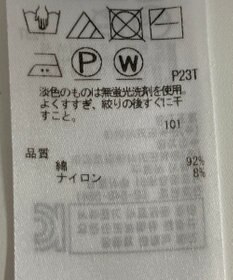 P
W
P23T
淡色のものは無蛍光洗剤を使用。
よくすすぎ、絞りの後すぐに干
すこと。
101
品質
綿 92%
ナイロン 8%